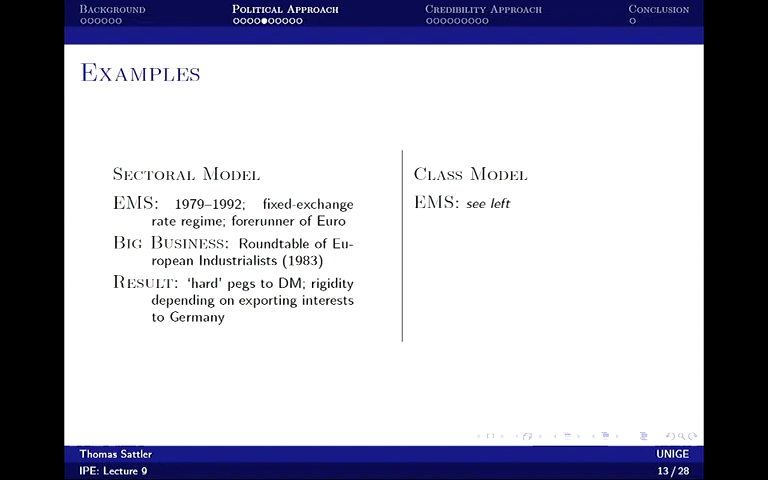 Background
Political Approach
Credibility Approach
Conclusion
Examples
Sectoral Model
EMS: 1979–1992; fixed-exchange
rate regime; forerunner of Euro
Big Business: Roundtable of Eu-
ropean Industrialists (1983)
Result: ‘hard’ pegs to DM; rigidity
depending on exporting interests
to Germany
Class Model
EMS: see left
Thomas Sattler
UNIGE
IPE: Lecture 9
13 / 28